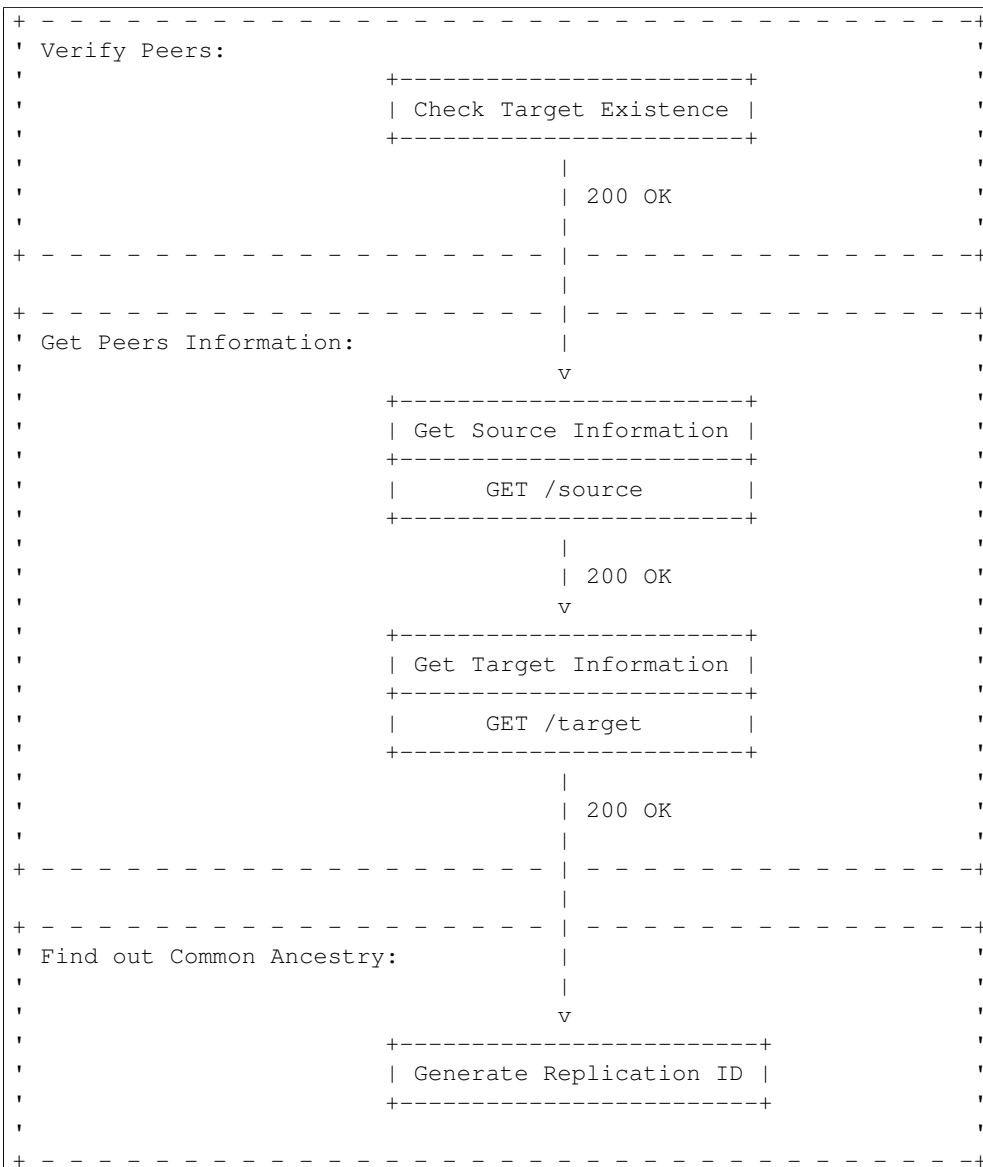 Verify Peers:
Check Target Existence
200 OK
Get Peers Information:
v
Get Source Information
GET /source
200 OK
v
Get Target Information
GET /target
200 OK
Find out Common Ancestry:
v
Generate Replication ID